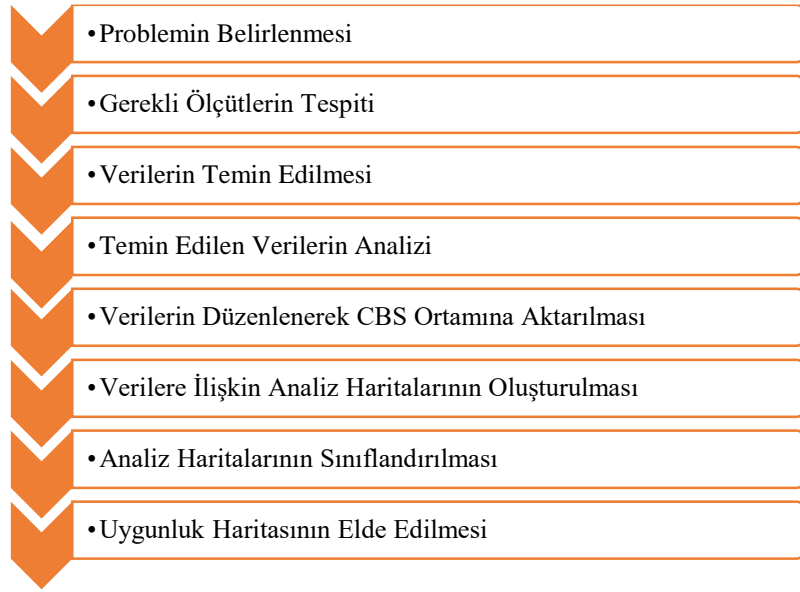 •Problemin Belirlenmesi
•Gerekli Ölçütlerin Tespiti
•Verilerin Temin Edilmesi
•Temin Edilen Verilerin Analizi
•Verilerin Düzenlenerek CBS Ortamına Aktarılması
•Verilere İlişkin Analiz Haritalarının Oluşturulması
•Analiz Haritalarının Sınıflandırılması
•Uygunluk Haritasının Elde Edilmesi